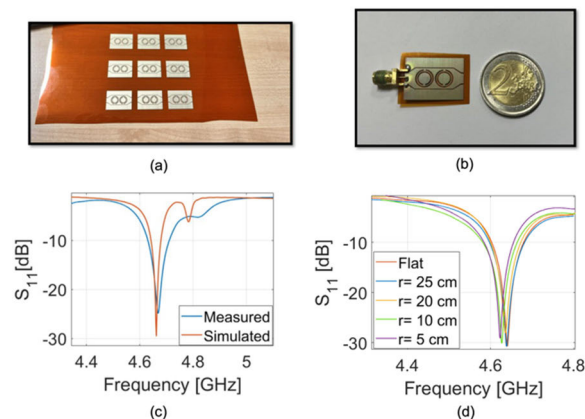 (a)
(b)
S11[dB]
-10
-20
-30
4.4
4.6
4.8
5
Measured
Simulated
Frequency [GHz]
(c)
S11[dB]
-10
-20
-30
4.4
4.6
4.8
Flat
r= 25 cm
r= 20 cm
r= 10 cm
r= 5 cm
Frequency [GHz]
(d)